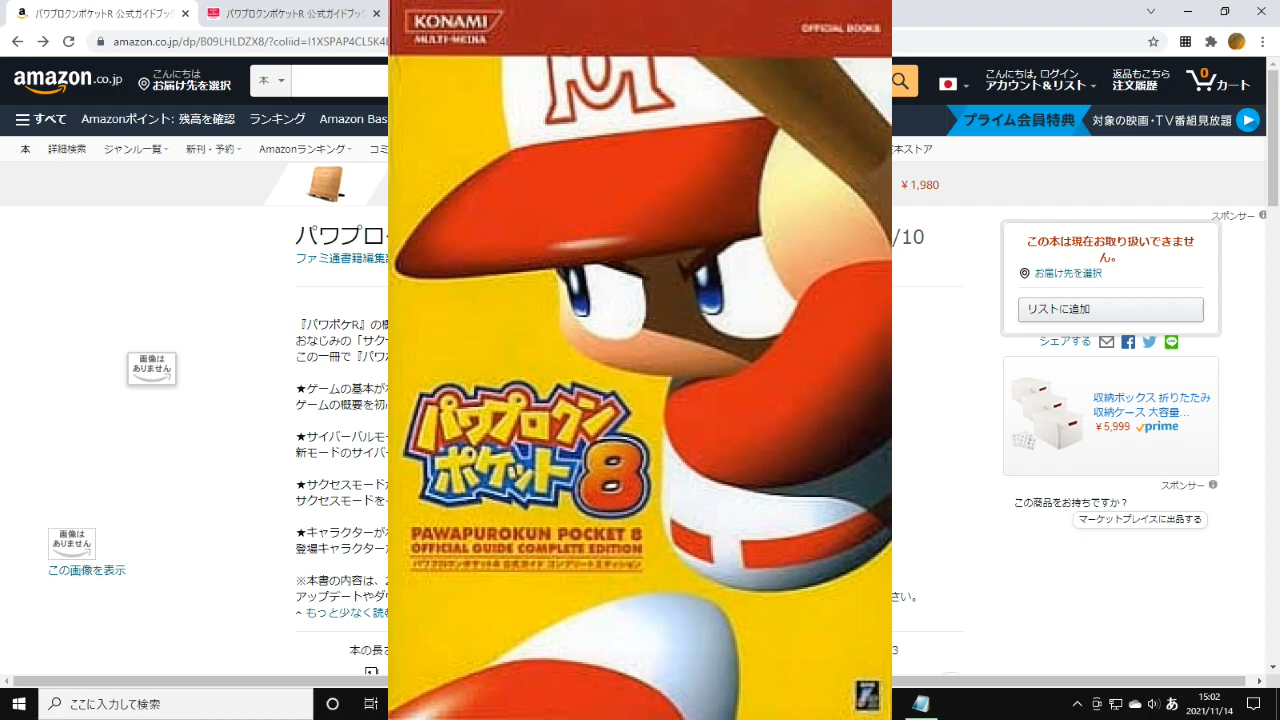 パワプロクンポケットR 公式ガイドブッ
パワプロクンポケットR 公式ガイドブッ
amazon.co.jp
こんにちは
お届け先を選択
本
こんにちは, ログイン
アカウント&リスト
返品もこちら
注文履歴
0
カート
すべて
Amazonポイント: 残高を確認
ランキング
Amaz
プライム会員特典
対象の映画・TV番組見放題
本
詳細検索
ジャンル一覧
新刊・予約
Amazonランキング
コミ
本ストア
¥ 1,980
スポンサー
パワプロ
/10
ファミ通書籍編集
『パワポケR』の
おなじみの「サク
この一冊で『パワ
★ゲームの基本が
ゲームの概要を初
★サイバーバルモー
新モードのサイバー
★サクセスモード
サクセスモードを
★キャラクターが
登場キャラクター
※本書の内容は、2
アップデートやダ
さい。
もっと少なく読
本の長さ
3
画像は
ありません
画像は
ありません
この画像を表示
この本は現在お取り扱いできませ
ん。
お届け先を選択
リストに追加
シェアする
収納ボックス 折りたたみ
収納ケース 大容量...
¥5,999 prime
スポンサー
この商品をお持ちですか？
マーケットプレイスに出品する
KONAMI
MULTI-MEDIA
OFFICIAL BOOKS
M
パワプロクン
ポケット8
PAWAPUROKUN POCKET 8
OFFICIAL GUIDE COMPLETE EDITION
パワプロクンポケット8 公式ガイド コンプリートエディション
7
ここに入力して検
あ
15:02
2021/11/14